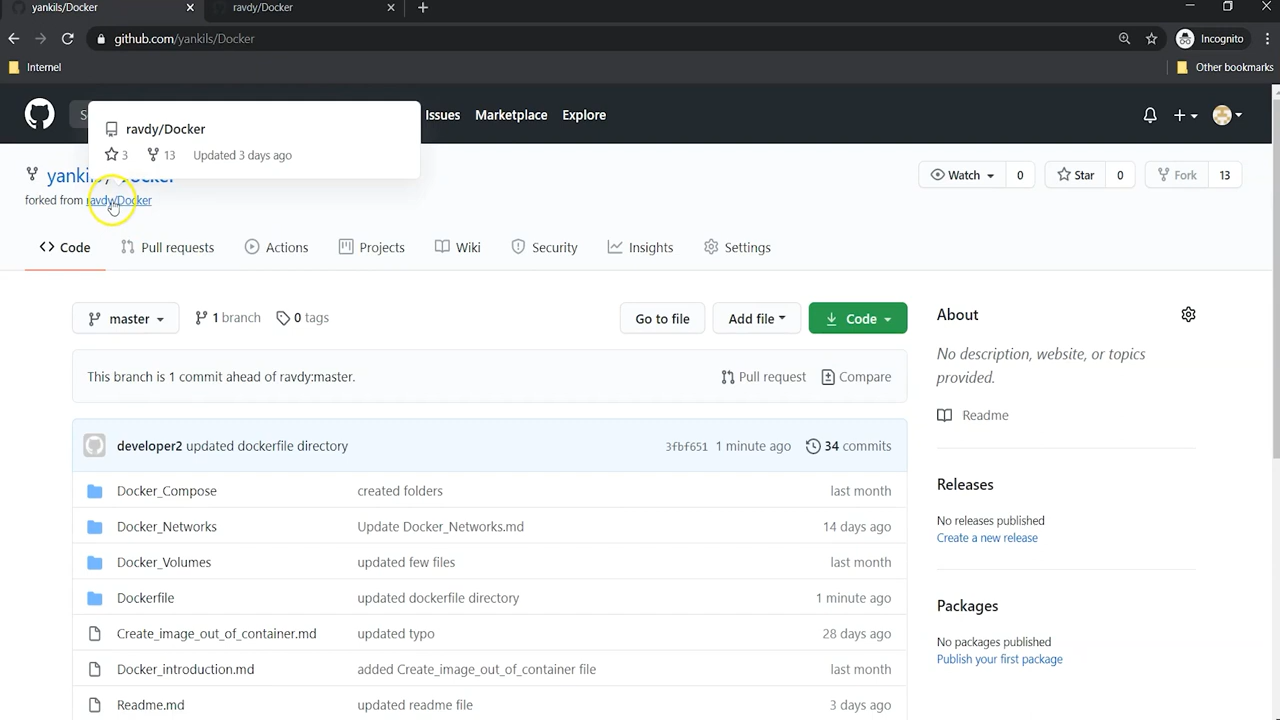 yankils/Docker
ravdy/Docker
github.com/yankils/Docker
Incognito
Internet
Other bookmarks
Issues
Marketplace
Explore
ravdy/Docker
3
13
Updated 3 days ago
forked from ravdy/Docker
Watch
0
Star
0
Fork
13
Code
Pull requests
Actions
Projects
Wiki
Security
Insights
Settings
master
1 branch
0 tags
Go to file
Add file
Code
This branch is 1 commit ahead of ravdy:master.
Pull request
Compare
developer2 updated dockerfile directory
3fbf651 1 minute ago
34 commits
Docker_Compose
created folders
last month
Docker_Networks
Update Docker_Networks.md
14 days ago
Docker_Volumes
updated few files
last month
Dockerfile
updated dockerfile directory
1 minute ago
Create_image_out_of_container.md
updated typo
28 days ago
Docker_introduction.md
added Create_image_out_of_container file
last month
Readme.md
updated readme file
3 days ago
About
No description, website, or topics
provided.
Readme
Releases
No releases published
Create a new release
Packages
No packages published
Publish your first package